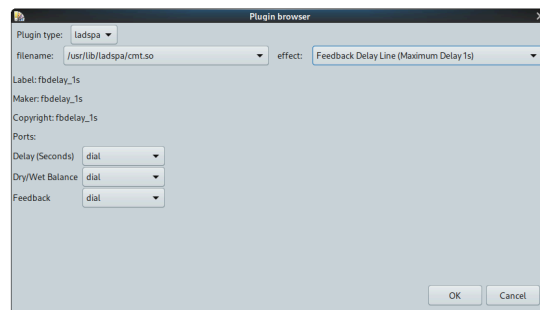 Plugin browser
Plugin type: ladspa
filename: /usr/lib/ladspa/cmt.so effect: Feedback Delay Line (Maximum Delay 1s)
Label: fbdelay_1s
Maker: fbdelay_1s
Copyright: fbdelay_1s
Ports:
Delay (Seconds) dial
Dry/Wet Balance dial
Feedback dial
OK Cancel